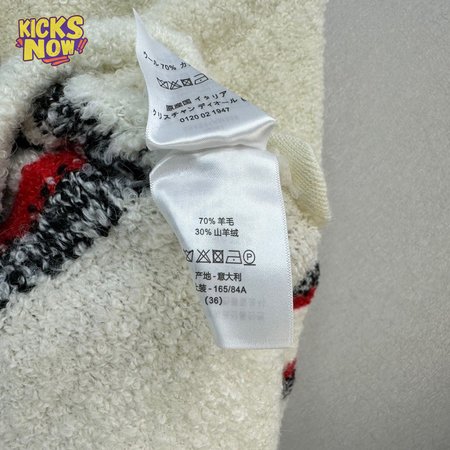 KICKS
NOW
ウール 70% カ
原産国 イタリア
クリスチャン ディオール
0120 02 1947
70% 羊毛
30% 山羊绒
产地 - 意大利
装 - 165/84A
(36)